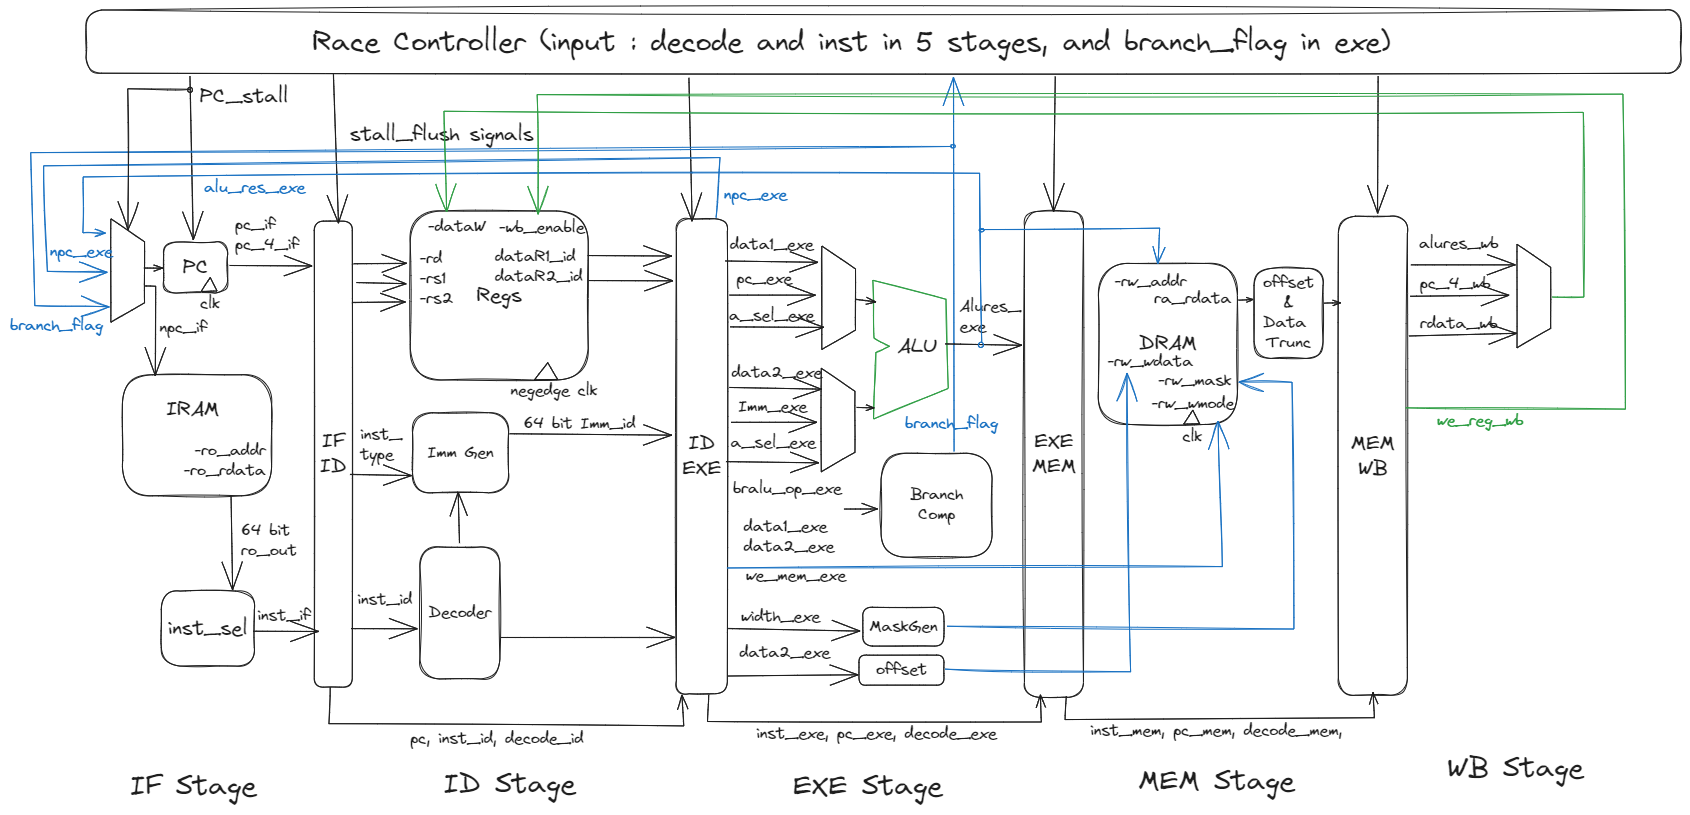 Race Controller (input : decode and inst in 5 stages, and branch_flag in exe)
PC_stall
stall_flush signals
alu_res_exe
npc_exe
pc_if
pc_4_if
npc_exe
PC
clk
branch_flag
npc_if
IRAM
-ro_addr
-ro_rdata
64 bit
ro_out
inst_sel
inst_if
IF
ID
-dataW
-wb_enable
-rd
dataR1_id
-rs1
dataR2_id
-rs2
Regs
negedge clk
inst_
type
Imm Gen
64 bit Imm_id
inst_id
Decoder
pc, inst_id, decode_id
ID
EXE
data1_exe
pc_exe
a_sel_exe
data2_exe
Imm_exe
a_sel_exe
ALU
Alures_
exe
branch_flag
bralu_op_exe
data1_exe
data2_exe
Branch
Comp
we_mem_exe
width_exe
MaskGen
data2_exe
offset
inst_exe, pc_exe, decode_exe
EXE
MEM
-rw_addr
ra_rdata
DRAM
-rw_wdata
-rw_mask
-rw_wmode
clk
offset
&
Data
Trunc
inst_mem, pc_mem, decode_mem,
MEM
WB
alures_wb
pc_4_wb
rdata_wb
we_reg_wb
IF Stage
ID Stage
EXE Stage
MEM Stage
WB Stage